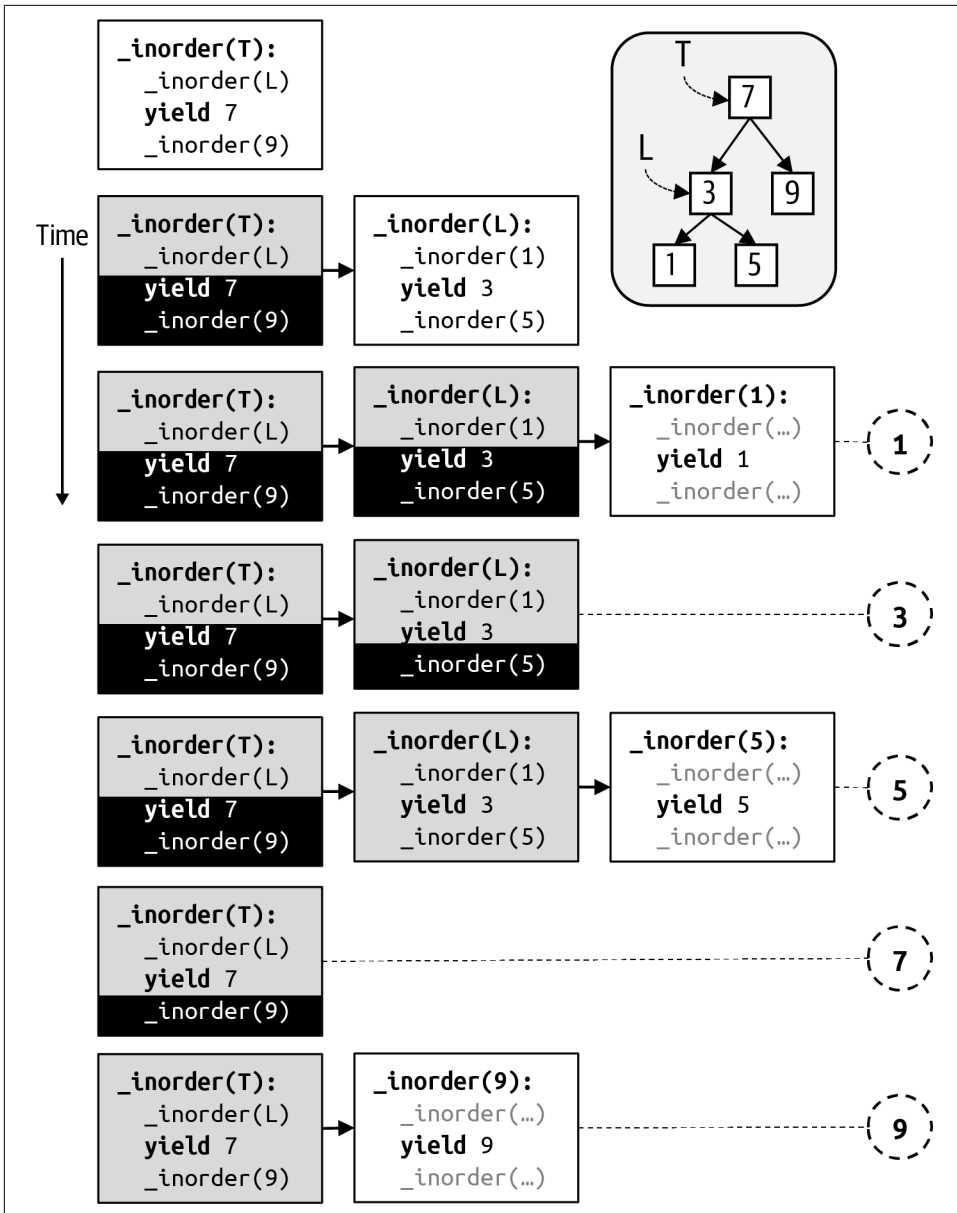 _inorder(T):
_inorder(L)
yield 7
_inorder(9)
T
7
L
3
9
1
5
Time
_inorder(T):
_inorder(L)
yield 7
_inorder(9)
_inorder(L):
_inorder(1)
yield 3
_inorder(5)
_inorder(T):
_inorder(L)
yield 7
_inorder(9)
_inorder(L):
_inorder(1)
yield 3
_inorder(5)
_inorder(1):
_inorder(…)
yield 1
_inorder(…)
1
_inorder(T):
_inorder(L)
yield 7
_inorder(9)
_inorder(L):
_inorder(1)
yield 3
_inorder(5)
3
_inorder(T):
_inorder(L)
yield 7
_inorder(9)
_inorder(L):
_inorder(1)
yield 3
_inorder(5)
_inorder(5):
_inorder(…)
yield 5
_inorder(…)
5
_inorder(T):
_inorder(L)
yield 7
_inorder(9)
7
_inorder(T):
_inorder(L)
yield 7
_inorder(9)
_inorder(9):
_inorder(…)
yield 9
_inorder(…)
9